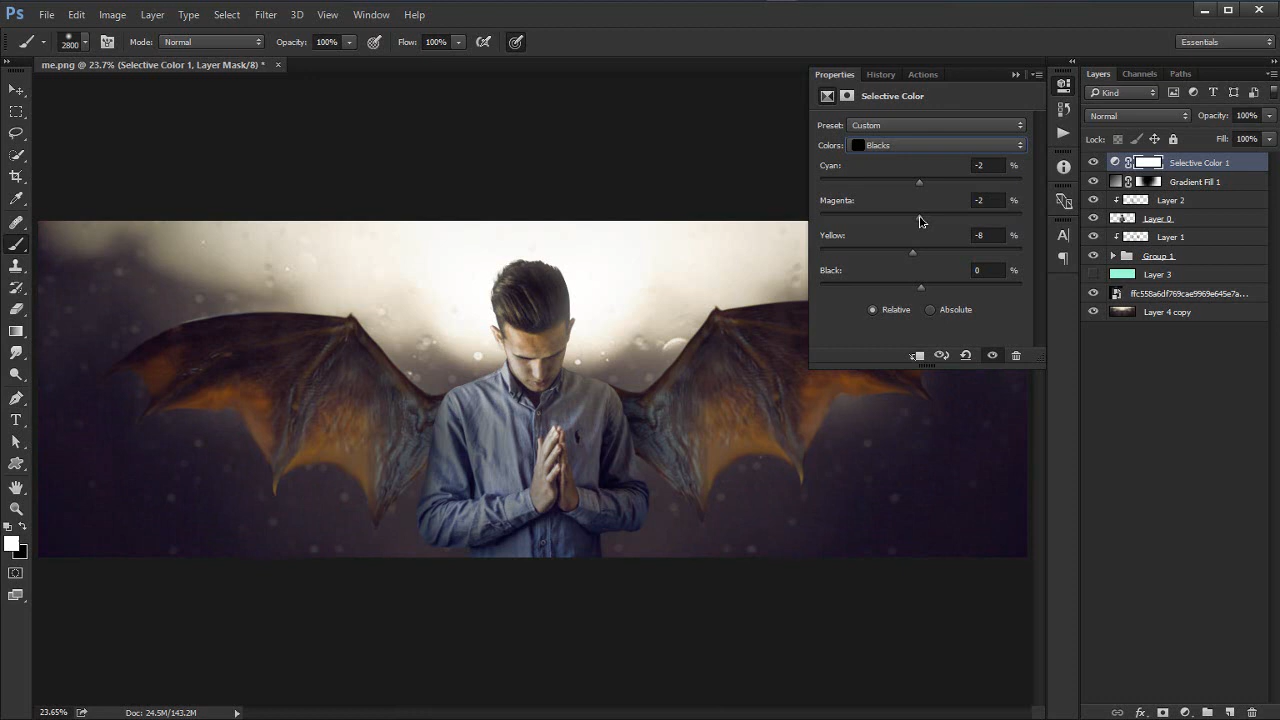 Ps File Edit Image Layer Type Select Filter 3D View Window Help
2800 Mode: Normal Opacity: 100% Flow: 100% Essentials
me.png @ 23.7% (Selective Color 1, Layer Mask/8) *
Properties History Actions
Selective Color
Preset: Custom
Colors: Blacks
Cyan: -2 %
Magenta: -2 %
Yellow: -8 %
Black: 0 %
Relative Absolute
Layers Channels Paths
Kind
Normal Opacity: 100%
Lock: Fill: 100%
Selective Color 1
Gradient Fill 1
Layer 2
Layer 0
Layer 1
Group 1
Layer 3
ffc558a6df769cae9969e645e7a...
Layer 4 copy
23.65% Doc: 24.5M/143.2M